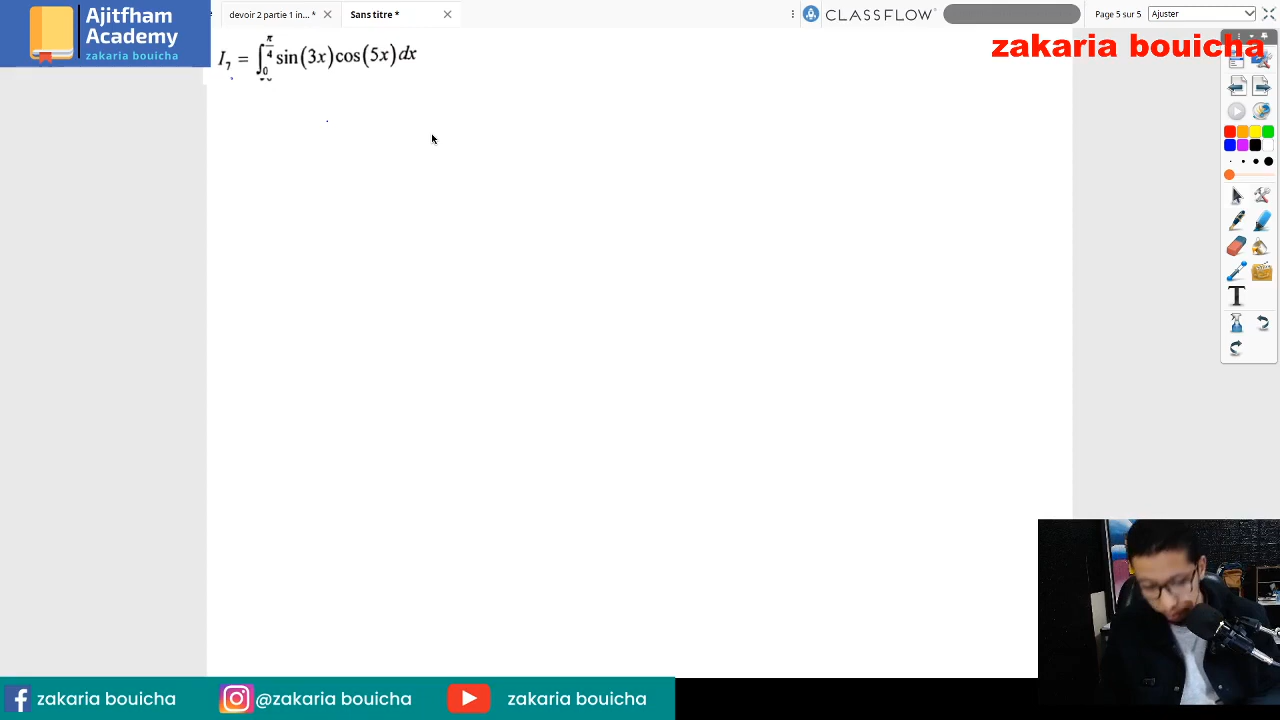 Ajitfham
Academy
zakaria bouicha
devoir 2 partie 1 in... *
Sans titre *
CLASSFLOW
Page 5 sur 5
Ajuster
zakaria bouicha
I₇ = ∫₀^{π/4} sin(3x)cos(5x)dx
T
zakaria bouicha
@zakaria bouicha
zakaria bouicha